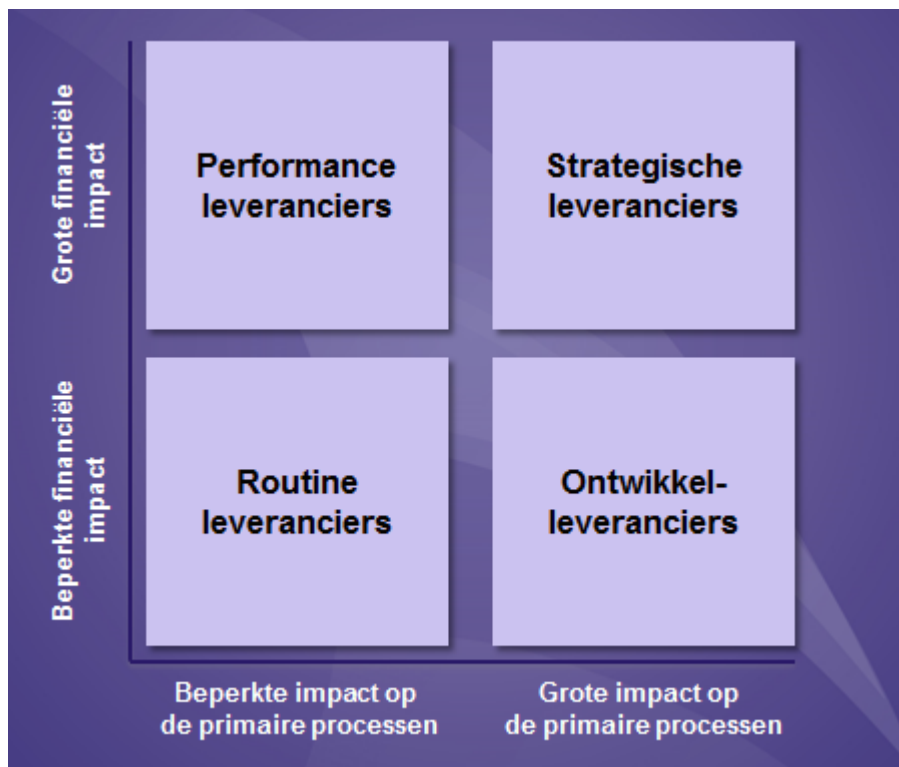 Grote financiële
impact
Performance
leveranciers
Strategische
leveranciers
Beperkte financiële
impact
Routine
leveranciers
Ontwikkel-
leveranciers
Beperkte impact op
de primaire processen
Grote impact op
de primaire processen